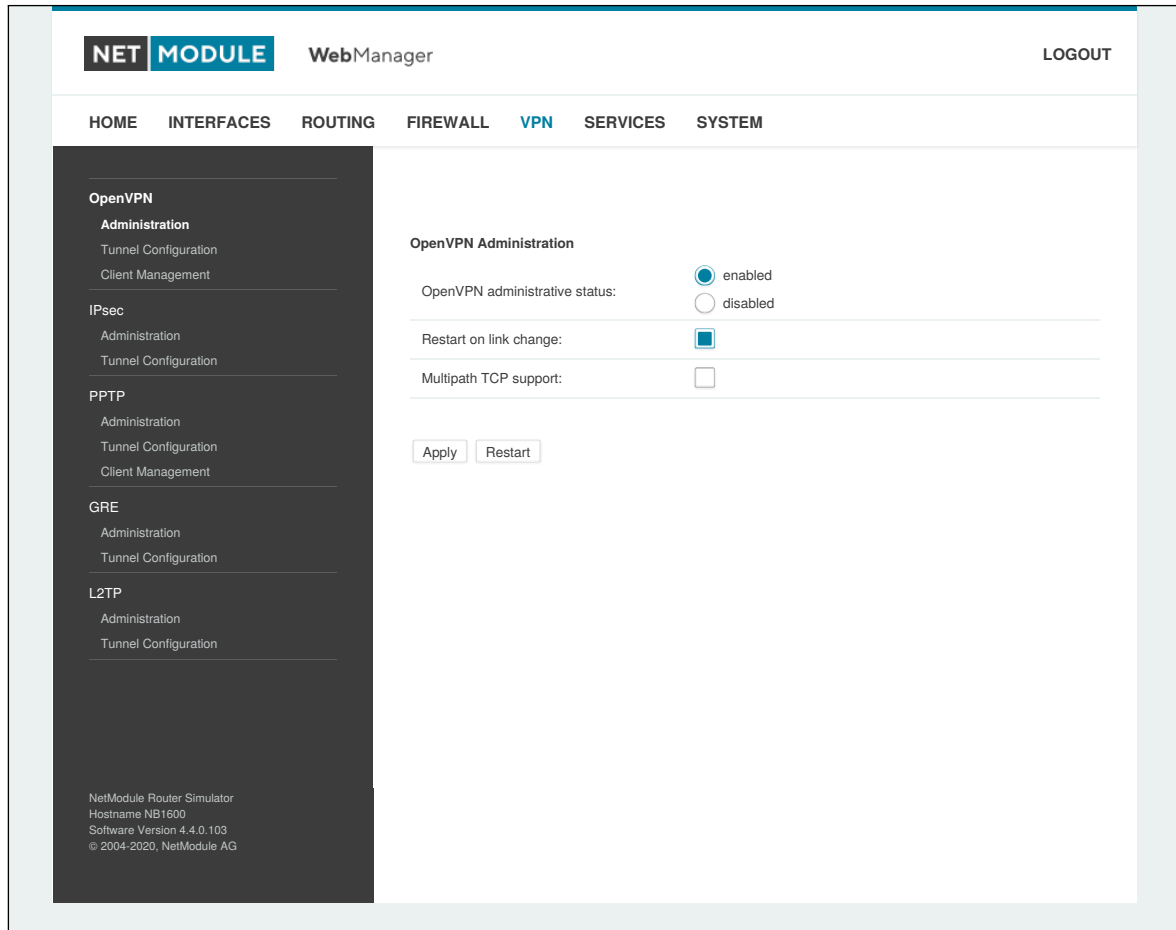 NET MODULE WebManager LOGOUT
HOME INTERFACES ROUTING FIREWALL VPN SERVICES SYSTEM
OpenVPN
Administration
Tunnel Configuration
Client Management
IPsec
Administration
Tunnel Configuration
PPTP
Administration
Tunnel Configuration
Client Management
GRE
Administration
Tunnel Configuration
L2TP
Administration
Tunnel Configuration
NetModule Router Simulator
Hostname NB1600
Software Version 4.4.0.103
© 2004-2020, NetModule AG
OpenVPN Administration
OpenVPN administrative status:
enabled
disabled
Restart on link change:
Multipath TCP support:
Apply Restart